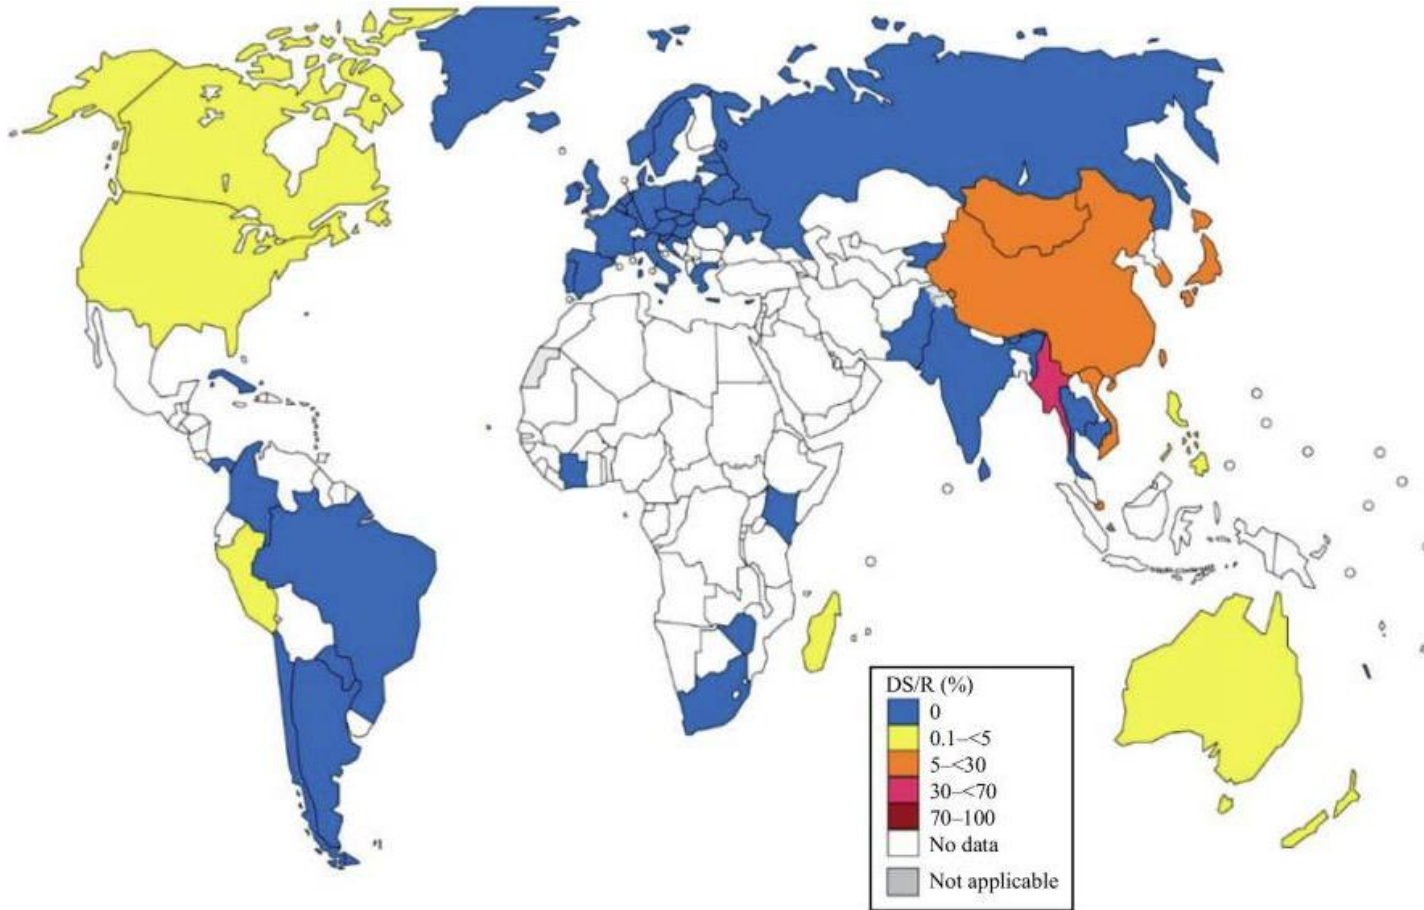 DS/R (%)
0
0.1–<5
5–<30
30–<70
70–100
No data
Not applicable